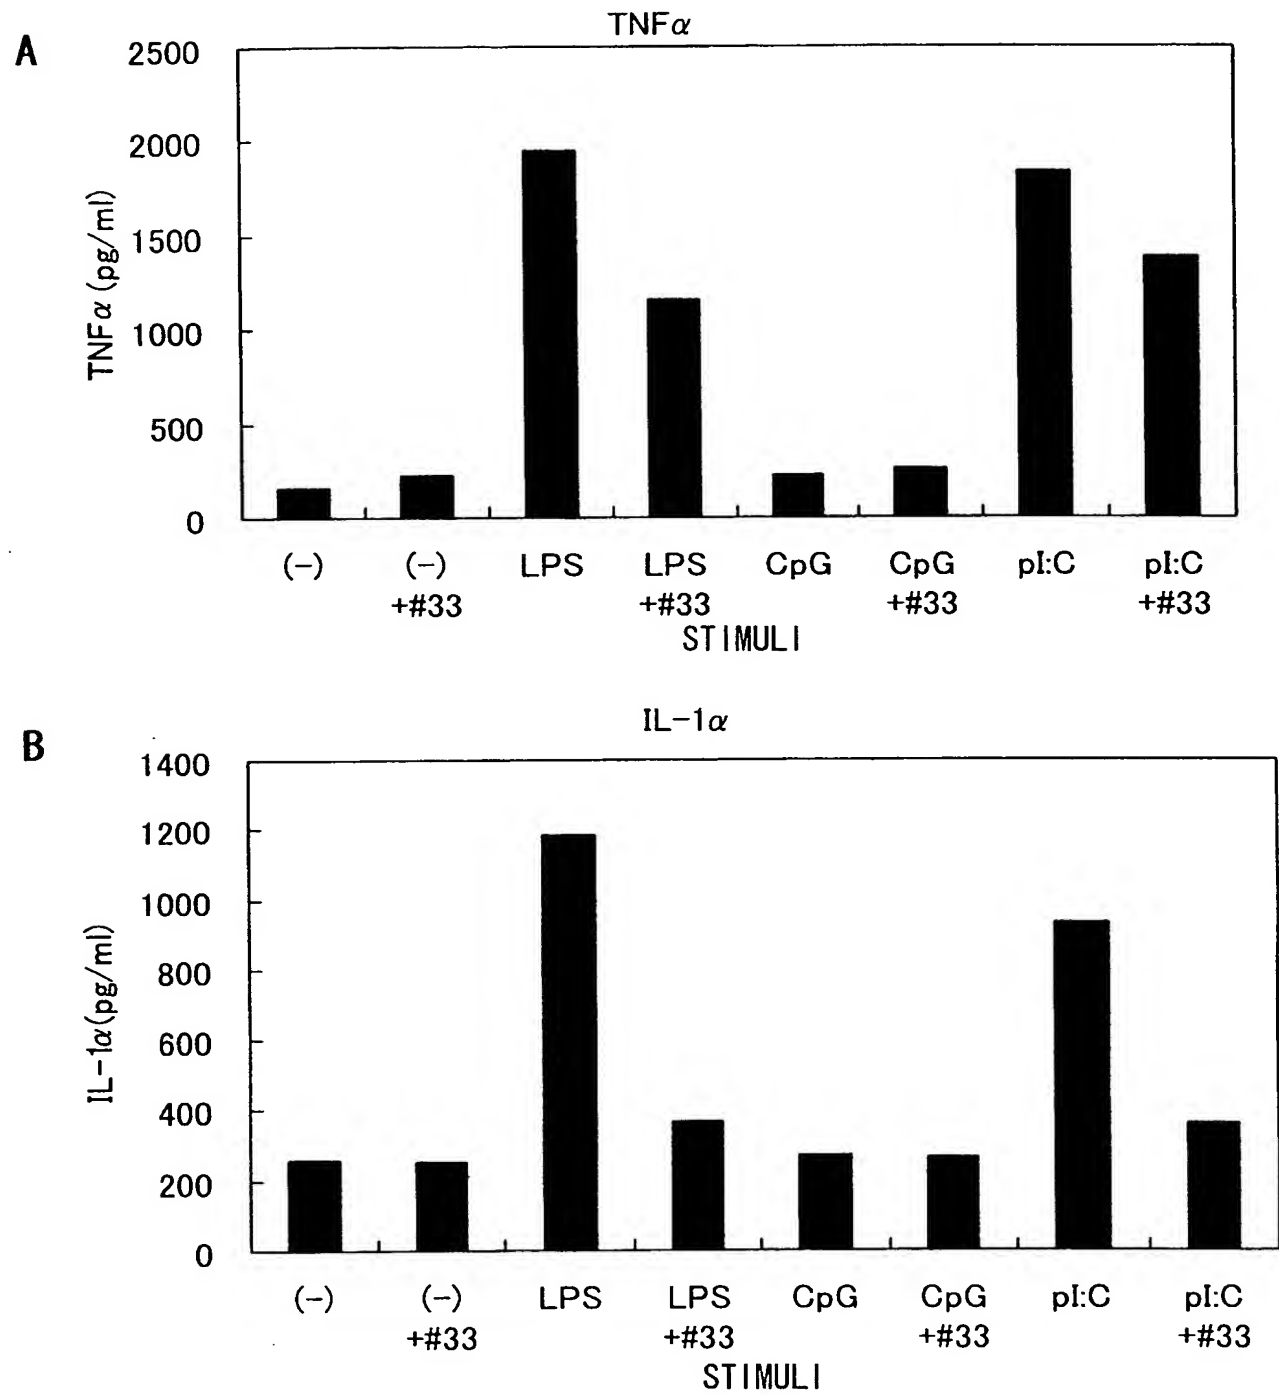 A
TNFα
2500
2000
1500
1000
500
0
TNFα (pg/ml)
(-) (-) LPS LPS CpG CpG pI:C pI:C
+#33 +#33 +#33 +#33
STIMULI
B
IL-1α
1400
1200
1000
800
600
400
200
0
IL-1α(pg/ml)
(-) (-) LPS LPS CpG CpG pI:C pI:C
+#33 +#33 +#33 +#33
STIMULI